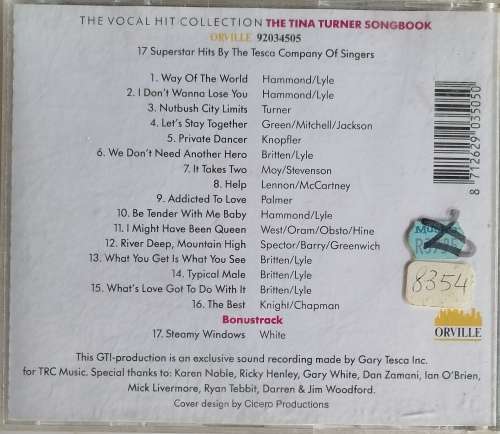 THE VOCAL HIT COLLECTION THE TINA TURNER SONGBOOK
ORVILLE 92034505
17 Superstar Hits By The Tesca Company Of Singers
1. Way Of The World Hammond/Lyle
2. I Don't Wanna Lose You Hammond/Lyle
3. Nutbush City Limits Turner
4. Let's Stay Together Green/Mitchell/Jackson
5. Private Dancer Knopfler
6. We Don't Need Another Hero Britten/Lyle
7. It Takes Two Moy/Stevenson
8. Help Lennon/McCartney
9. Addicted To Love Palmer
10. Be Tender With Me Baby Hammond/Lyle
11. I Might Have Been Queen West/Oram/Obsto/Hine
12. River Deep, Mountain High Spector/Barry/Greenwich
13. What You Get Is What You See Britten/Lyle
14. Typical Male Britten/Lyle
15. What's Love Got To Do With It Britten/Lyle
16. The Best Knight/Chapman
Bonustrack
17. Steamy Windows White
This GTI-production is an exclusive sound recording made by Gary Tesca Inc.
for TRC Music. Special thanks to: Karen Noble, Ricky Henley, Gary White, Dan Zamani, Ian O'Brien,
Mick Livermore, Ryan Tebbit, Darren & Jim Woodford.
Cover design by Cicero Productions
8 712629 035050
8354
ORVILLE